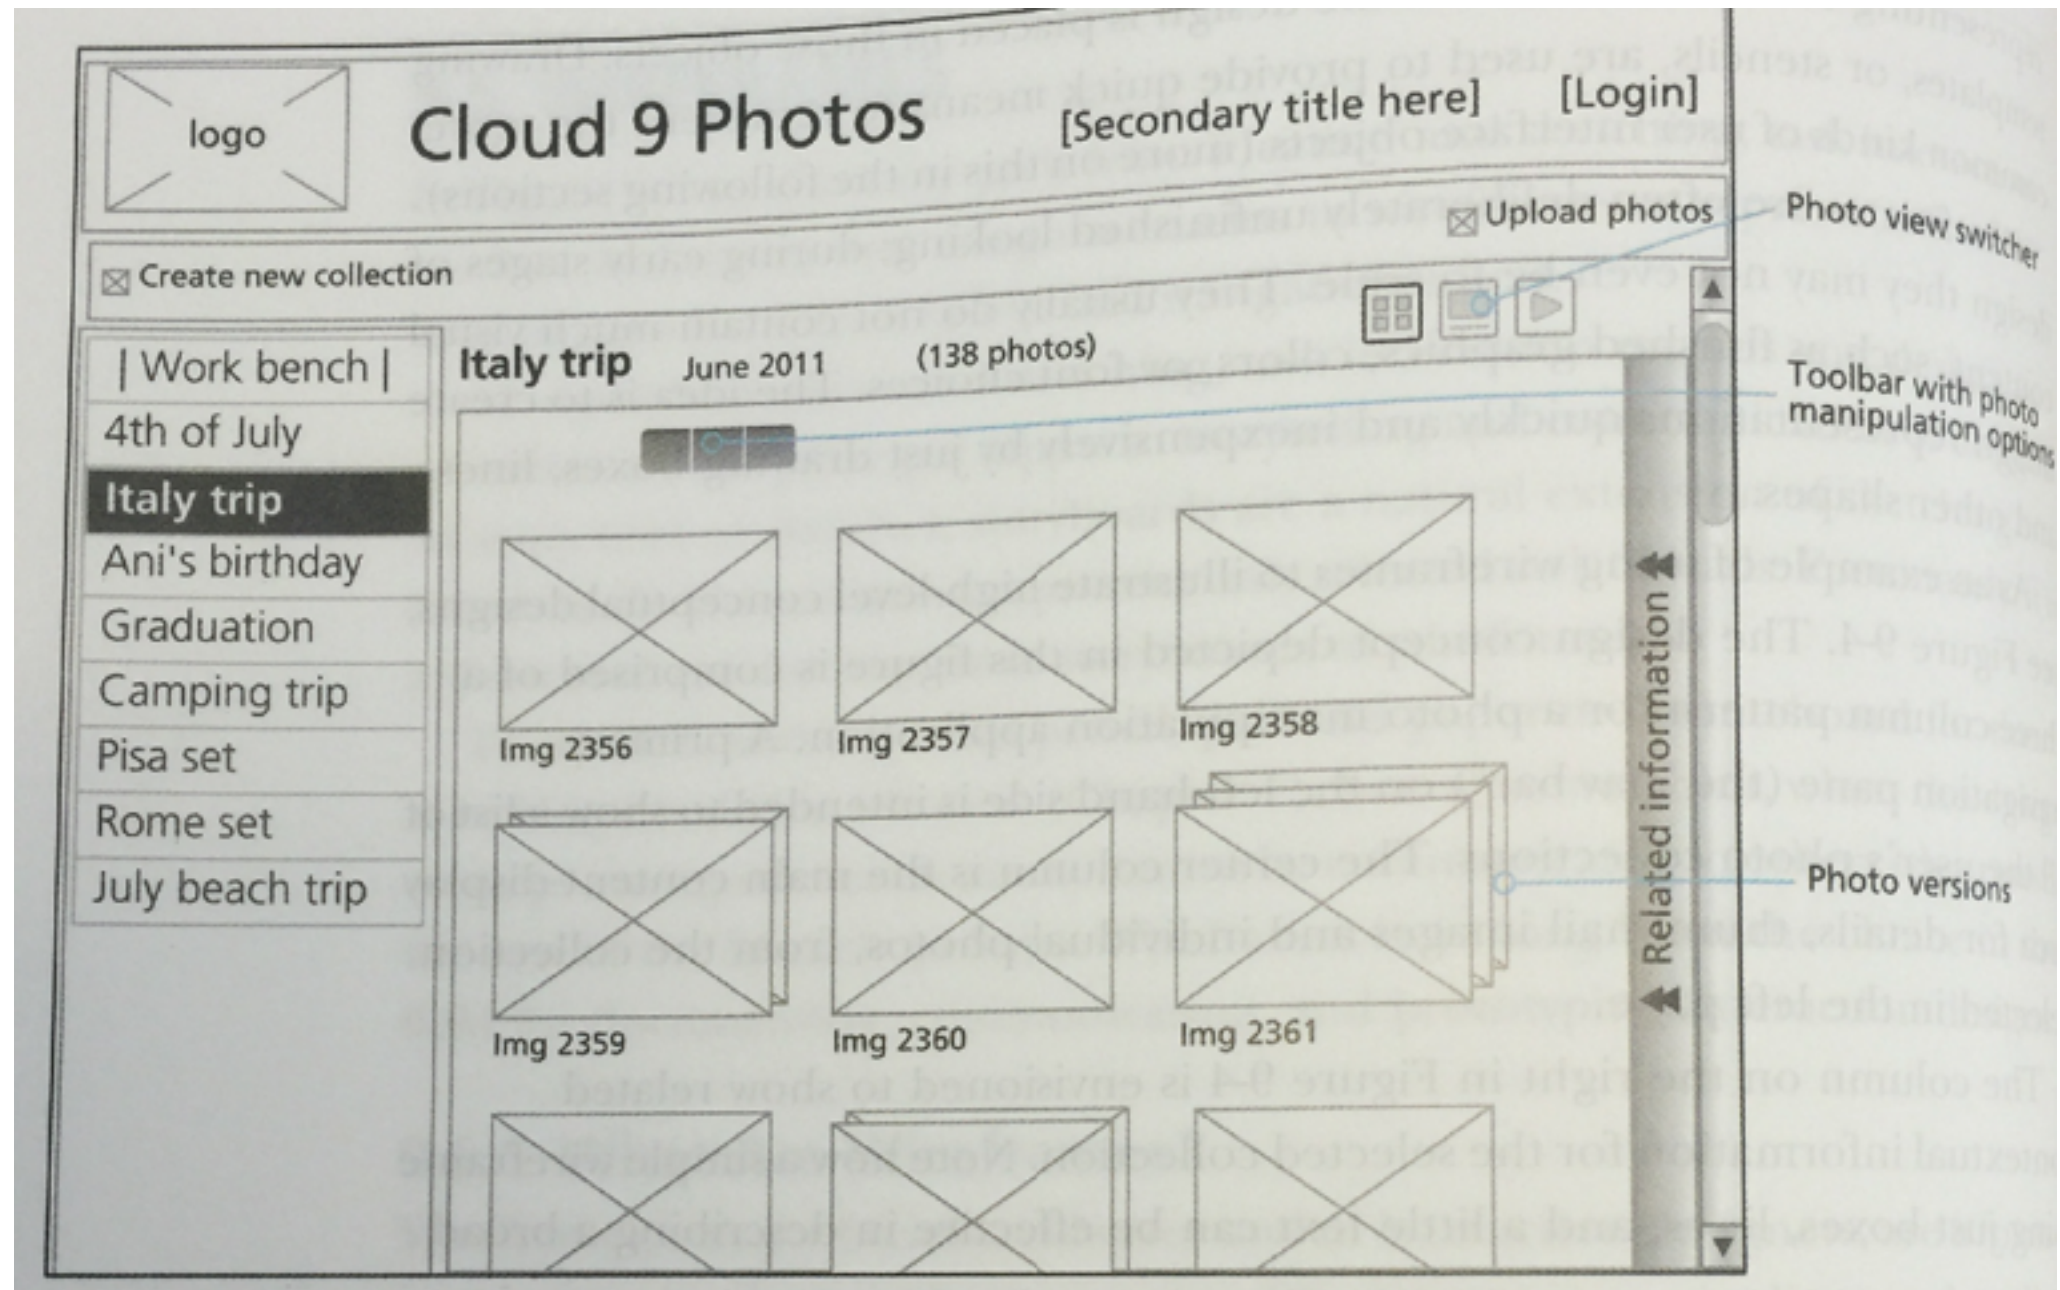 logo
Cloud 9 Photos
[Secondary title here]
[Login]
Create new collection
Upload photos
Photo view switcher
| Work bench |
4th of July
Italy trip
Ani's birthday
Graduation
Camping trip
Pisa set
Rome set
July beach trip
Italy trip June 2011 (138 photos)
Toolbar with photo
manipulation options
Img 2356
Img 2357
Img 2358
Img 2359
Img 2360
Img 2361
Related information
Photo versions